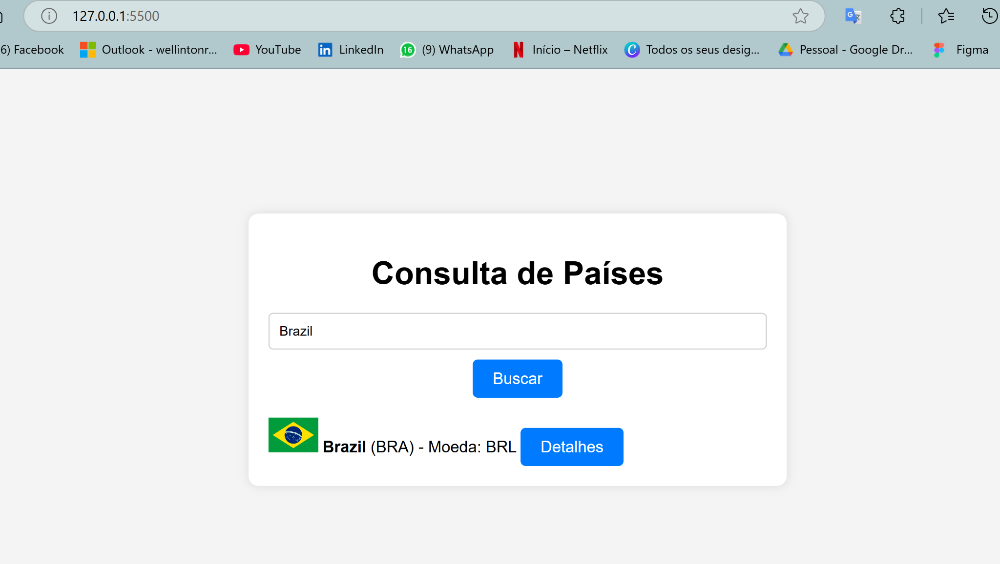 127.0.0.1:5500
6) Facebook Outlook - wellintonr... YouTube LinkedIn 16 (9) WhatsApp Início – Netflix Todos os seus desig... Pessoal - Google Dr... Figma
Consulta de Países
Brazil
Buscar
Brazil (BRA) - Moeda: BRL Detalhes